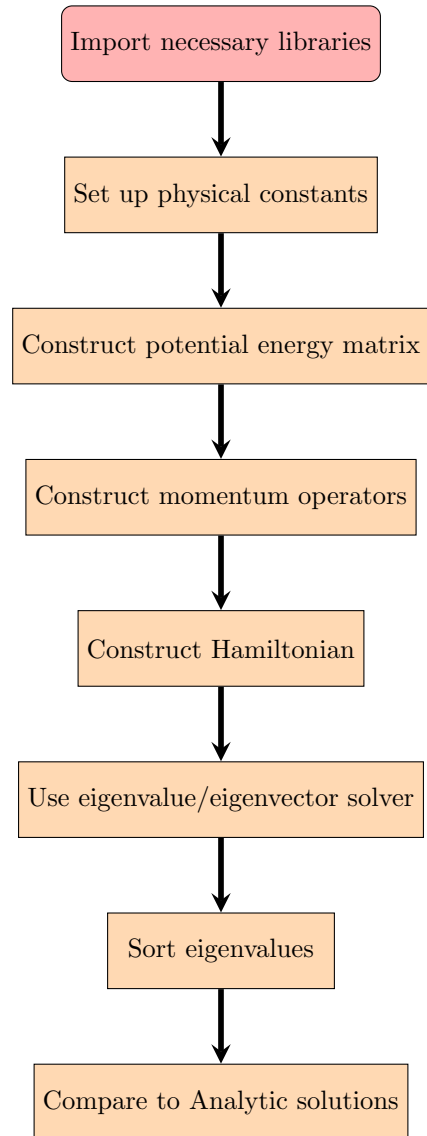 Import necessary libraries
Set up physical constants
Construct potential energy matrix
Construct momentum operators
Construct Hamiltonian
Use eigenvalue/eigenvector solver
Sort eigenvalues
Compare to Analytic solutions